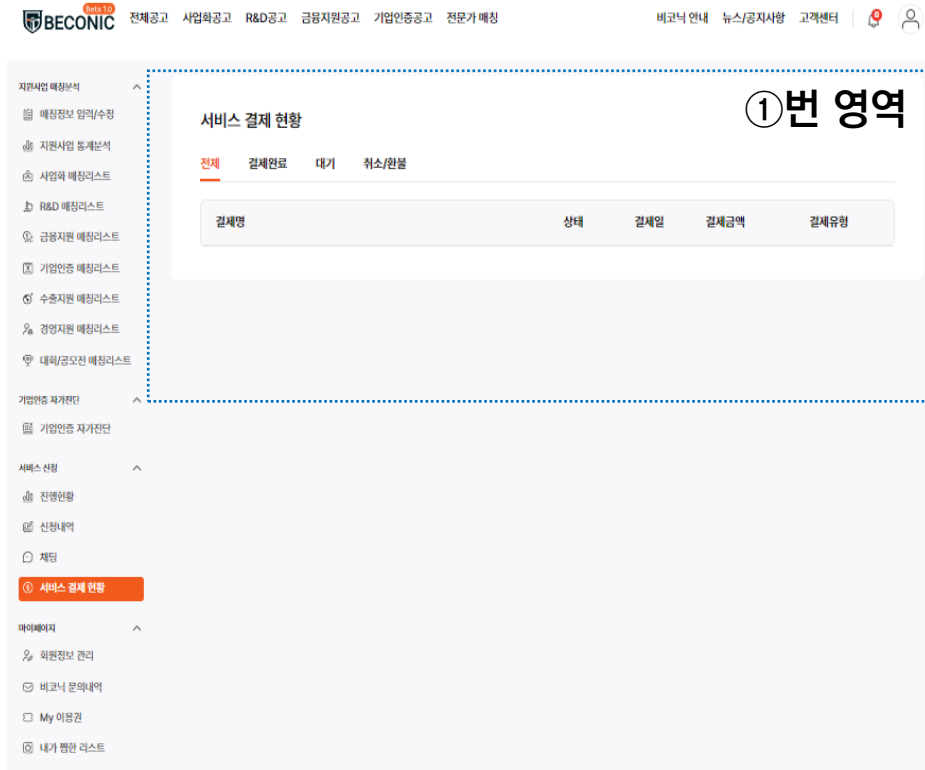 BECONIC Beta 1.0 전체공고 사업화공고 R&D공고 금융지원공고 기업인증공고 전문가 매칭 비코닉 안내 뉴스/공지사항 고객센터 0
지원사업 매칭분석
매칭정보 입력/수정
지원사업 통계분석
사업화 매칭리스트
R&D 매칭리스트
금융지원 매칭리스트
기업인증 매칭리스트
수출지원 매칭리스트
경영지원 매칭리스트
대회/공모전 매칭리스트
기업인증 자가진단
기업인증 자가진단
서비스 신청
진행현황
신청내역
채팅
서비스 결제 현황
마이페이지
회원정보 관리
비코닉 문의내역
My 이용권
내가 찜한 리스트
①번 영역
서비스 결제 현황
전체 결제완료 대기 취소/환불
결제명 상태 결제일 결제금액 결제유형